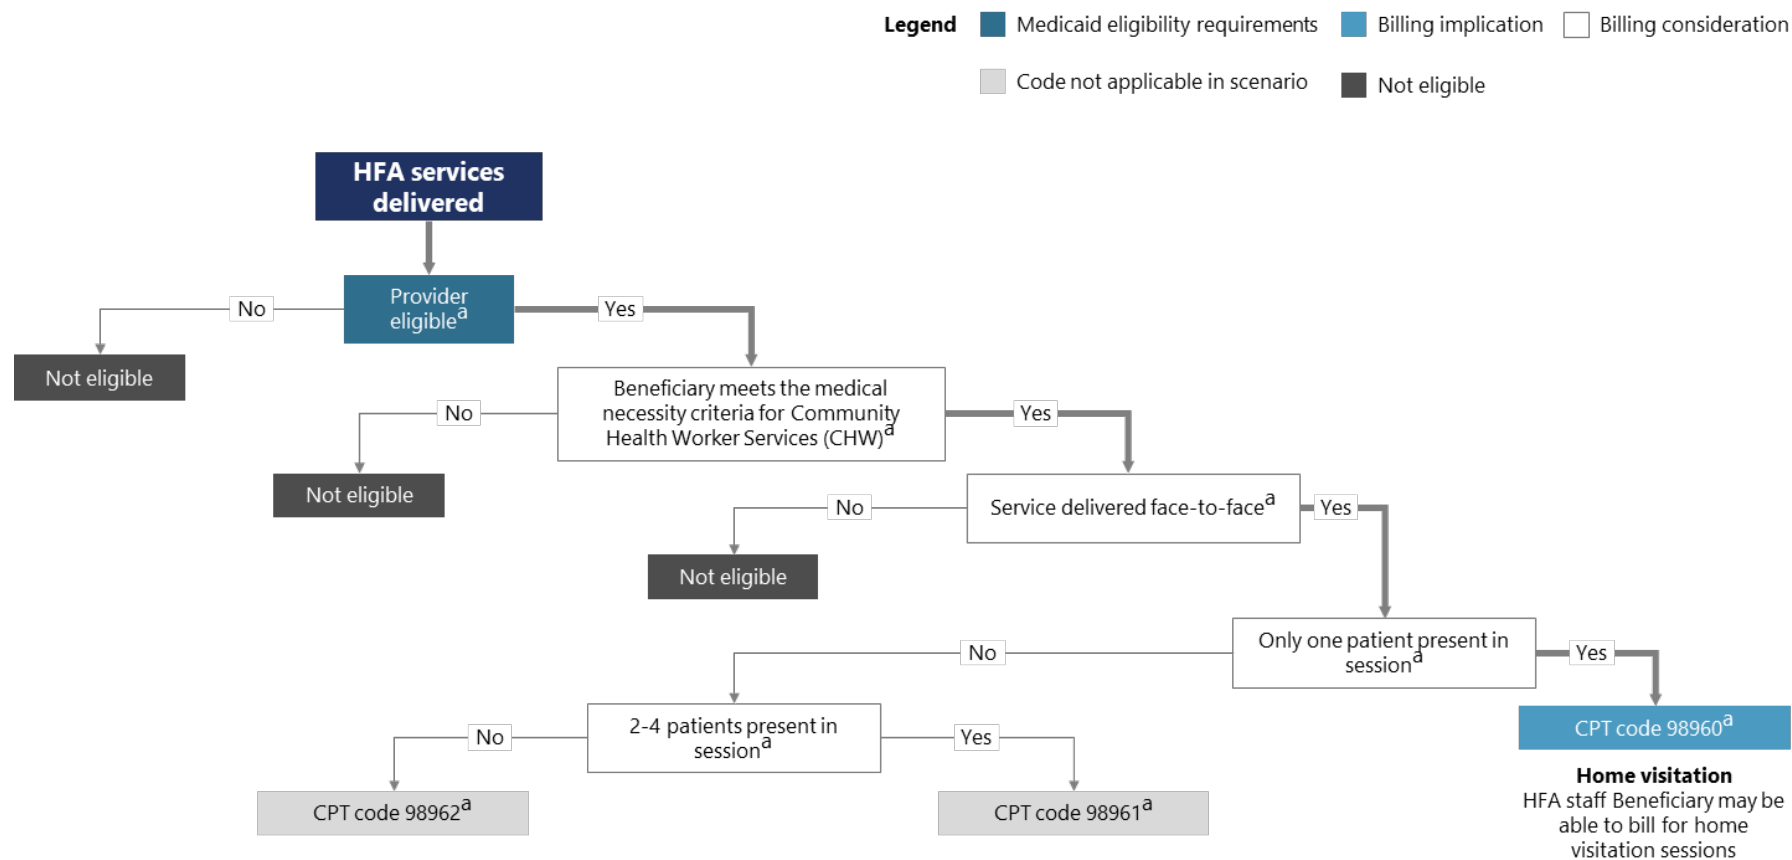 Legend
Medicaid eligibility requirements
Billing implication
Billing consideration
Code not applicable in scenario
Not eligible
HFA services
delivered
Provider
eligibleᵃ
No
Yes
Not eligible
Beneficiary meets the medical
necessity criteria for Community
Health Worker Services (CHW)ᵃ
No
Yes
Not eligible
Service delivered face-to-faceᵃ
No
Yes
Not eligible
Only one patient present in
sessionᵃ
No
Yes
2-4 patients present in
sessionᵃ
No
Yes
CPT code 98960ᵃ
Home visitation
HFA staff Beneficiary may be
able to bill for home
visitation sessions
CPT code 98962ᵃ
CPT code 98961ᵃ